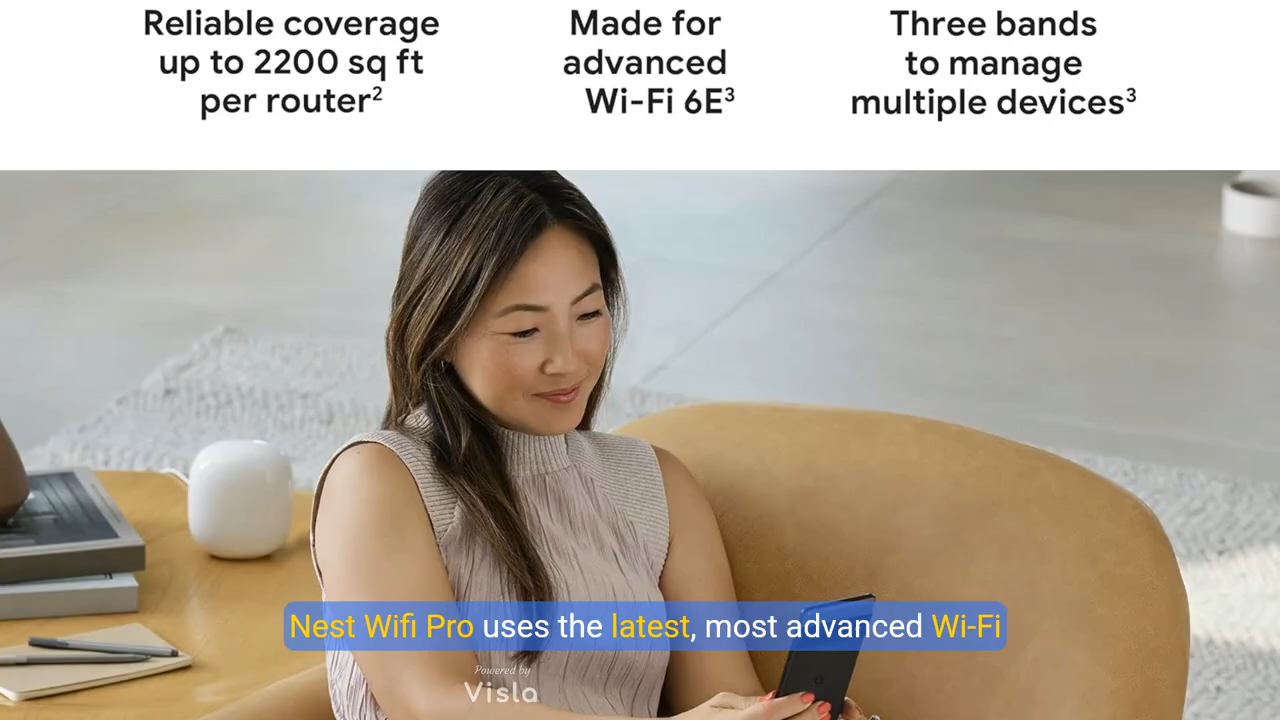 Reliable coverage
up to 2200 sq ft
per router²
Made for
advanced
Wi-Fi 6E³
Three bands
to manage
multiple devices³
Nest Wifi Pro uses the latest, most advanced Wi-Fi
Powered by
Visla